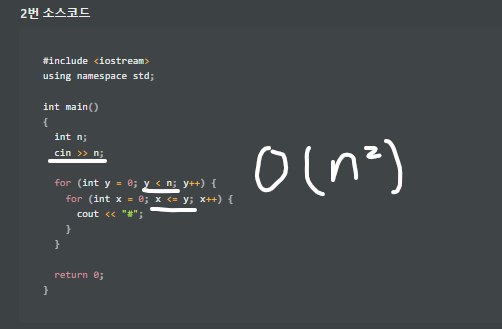 2번 소스코드
#include <iostream>
using namespace std;
int main()
{
int n;
cin >> n;
for (int y = 0; y < n; y++) {
for (int x = 0; x <= y; x++) {
cout << "#";
}
}
return 0;
}
O(n²)